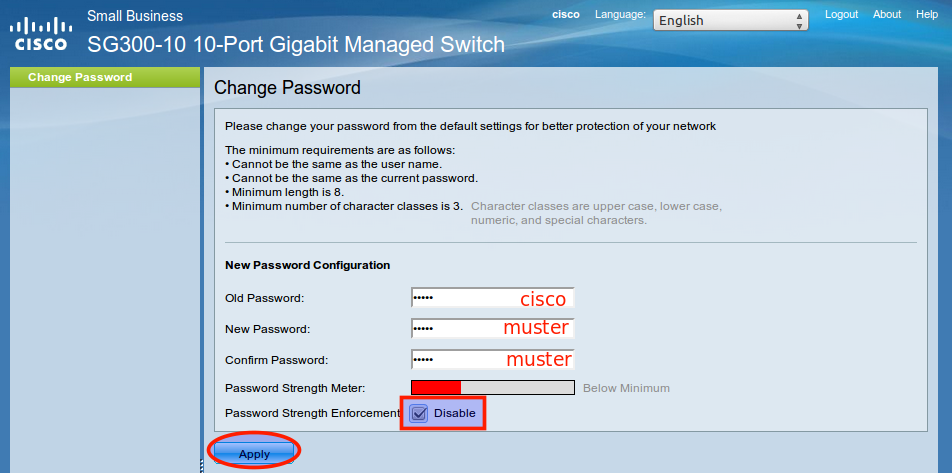 Small Business
cisco Language: English Logout About Help
CISCO SG300-10 10-Port Gigabit Managed Switch
Change Password
Change Password
Please change your password from the default settings for better protection of your network
The minimum requirements are as follows:
• Cannot be the same as the user name.
• Cannot be the same as the current password.
• Minimum length is 8.
• Minimum number of character classes is 3. Character classes are upper case, lower case,
numeric, and special characters.
New Password Configuration
Old Password: ••••• cisco
New Password: ••••• muster
Confirm Password: ••••• muster
Password Strength Meter: Below Minimum
Password Strength Enforcement Disable
Apply